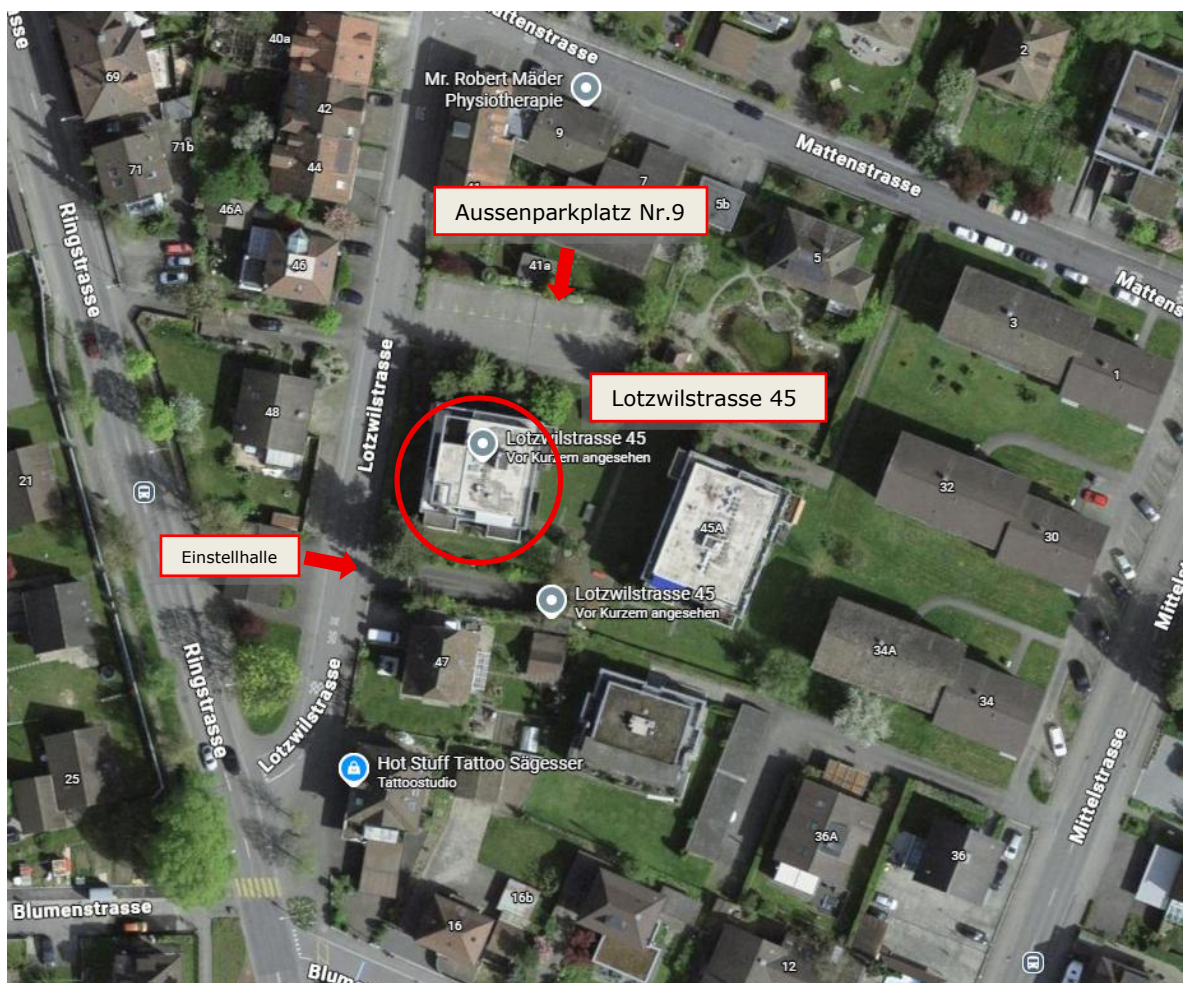 sse
40a
2
Mattenstrasse
69
Mr. Robert Mäder
Physiotherapie
42
9
Mattenstrasse
71b
71
44
41
7
5b
46A
Aussenparkplatz Nr.9
Ringstrasse
46
41a
5
Mattens
3
1
Lotzwilstrasse
Lotzwilstrasse 45
48
Lotzwilstrasse 45
Vor Kurzem angesehen
21
32
45A
30
Einstellhalle
Lotzwilstrasse 45
Vor Kurzem angesehen
Mittels
34A
47
Ringstrasse
34
Lotzwilstrasse
Hot Stuff Tattoo Sägesser
Tattoostudio
25
Mittelstrasse
36A
36
Blumenstrasse
16b
16
12
Blum